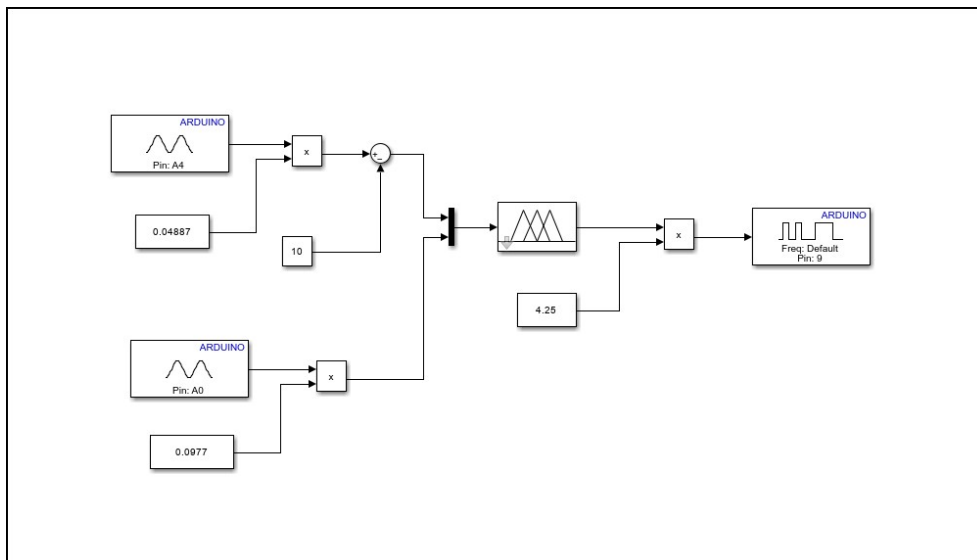 ARDUINO
Pin: A4
x
+
-
0.04887
10
ARDUINO
Freq: Default
Pin: 9
x
4.25
ARDUINO
Pin: A0
x
0.0977